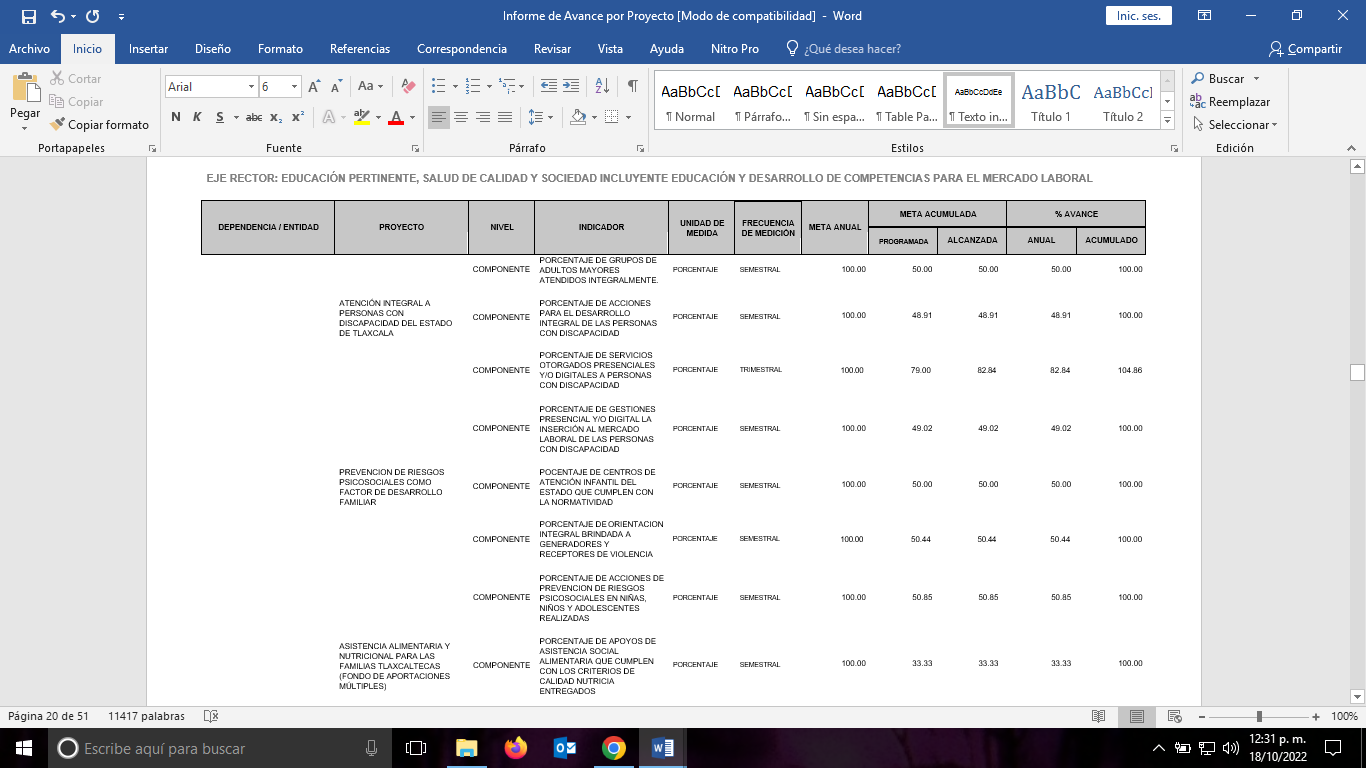 Informe de Avance por Proyecto [Modo de compatibilidad] - Word
Inic. ses.
Archivo Inicio Insertar Diseño Formato Referencias Correspondencia Revisar Vista Ayuda Nitro Pro ¿Qué desea hacer? Compartir
Pegar
Cortar
Copiar
Copiar formato
Portapapeles
Arial 6
N K S abc x₂ x²
Fuente
Párrafo
AaBbCcD AaBbCcD AaBbCcD AaBbCcD AaBbCcDdEe AaBbC AaBbCcI
¶ Normal ¶ Párrafo... ¶ Sin espa... ¶ Table Pa... ¶ Texto in... Título 1 Título 2
Estilos
Buscar
Reemplazar
Seleccionar
Edición
EJE RECTOR: EDUCACIÓN PERTINENTE, SALUD DE CALIDAD Y SOCIEDAD INCLUYENTE EDUCACIÓN Y DESARROLLO DE COMPETENCIAS PARA EL MERCADO LABORAL
DEPENDENCIA / ENTIDAD
PROYECTO
NIVEL
INDICADOR
UNIDAD DE
MEDIDA
FRECUENCIA
DE MEDICIÓN
META ANUAL
META ACUMULADA
PROGRAMADA ALCANZADA
% AVANCE
ANUAL ACUMULADO
COMPONENTE
PORCENTAJE DE GRUPOS DE
ADULTOS MAYORES
ATENDIDOS INTEGRALMENTE.
PORCENTAJE SEMESTRAL 100.00 50.00 50.00 50.00 100.00
ATENCIÓN INTEGRAL A
PERSONAS CON
DISCAPACIDAD DEL ESTADO
DE TLAXCALA
COMPONENTE
PORCENTAJE DE ACCIONES
PARA EL DESARROLLO
INTEGRAL DE LAS PERSONAS
CON DISCAPACIDAD
PORCENTAJE SEMESTRAL 100.00 48.91 48.91 48.91 100.00
COMPONENTE
PORCENTAJE DE SERVICIOS
OTORGADOS PRESENCIALES
Y/O DIGITALES A PERSONAS
CON DISCAPACIDAD
PORCENTAJE TRIMESTRAL 100.00 79.00 82.84 82.84 104.86
COMPONENTE
PORCENTAJE DE GESTIONES
PRESENCIAL Y/O DIGITAL LA
INSERCIÓN AL MERCADO
LABORAL DE LAS PERSONAS
CON DISCAPACIDAD
PORCENTAJE SEMESTRAL 100.00 49.02 49.02 49.02 100.00
PREVENCION DE RIESGOS
PSICOSOCIALES COMO
FACTOR DE DESARROLLO
FAMILIAR
COMPONENTE
POCENTAJE DE CENTROS DE
ATENCIÓN INFANTIL DEL
ESTADO QUE CUMPLEN CON
LA NORMATIVIDAD
PORCENTAJE SEMESTRAL 100.00 50.00 50.00 50.00 100.00
COMPONENTE
PORCENTAJE DE ORIENTACION
INTEGRAL BRINDADA A
GENERADORES Y
RECEPTORES DE VIOLENCIA
PORCENTAJE SEMESTRAL 100.00 50.44 50.44 50.44 100.00
COMPONENTE
PORCENTAJE DE ACCIONES DE
PREVENCION DE RIESGOS
PSICOSOCIALES EN NIÑAS,
NIÑOS Y ADOLESCENTES
REALIZADAS
PORCENTAJE SEMESTRAL 100.00 50.85 50.85 50.85 100.00
ASISTENCIA ALIMENTARIA Y
NUTRICIONAL PARA LAS
FAMILIAS TLAXCALTECAS
(FONDO DE APORTACIONES
MÚLTIPLES)
COMPONENTE
PORCENTAJE DE APOYOS DE
ASISTENCIA SOCIAL
ALIMENTARIA QUE CUMPLEN
CON LOS CRITERIOS DE
CALIDAD NUTRICIA
ENTREGADOS
PORCENTAJE SEMESTRAL 100.00 33.33 33.33 33.33 100.00
Página 20 de 51 11417 palabras 100%
Escribe aquí para buscar
12:31 p. m.
18/10/2022